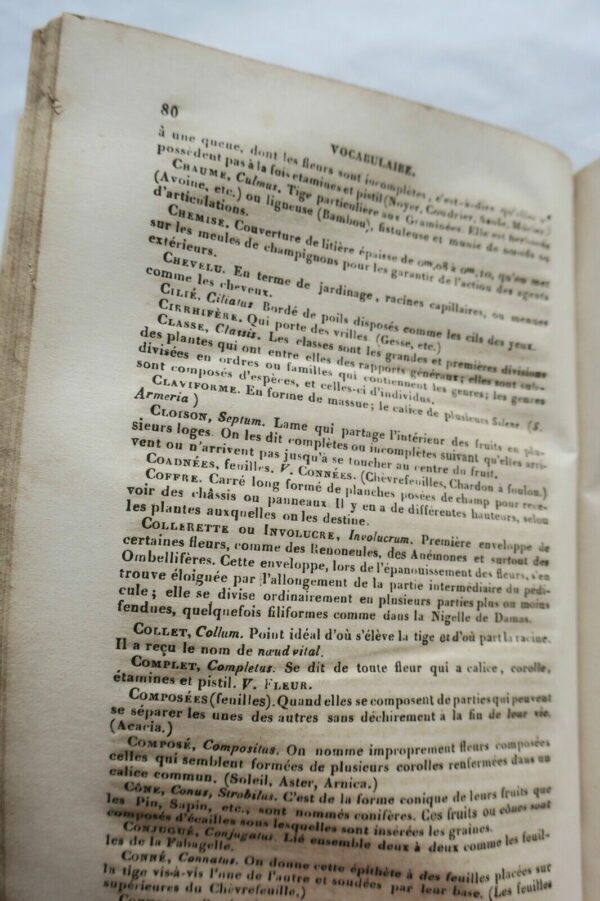 80
VOCABULAIRE.
à une queue, dont les fleurs sont incomplètes, c'est-à-dire qu'elles ne
possèdent pas à la fois étamines et pistil (Noyer, Coudrier, Saule, Mûrier)
CHAUME, Culmus. Tige particulière aux Graminées. Elle est herbacée
(Avoine, etc.) ou ligneuse (Bambou), fistuleuse et munie de nœuds ou
d'articulations.
CHEMISE. Couverture de litière épaisse de 0m,08 à 0m,10, qu'on met
sur les meules de champignons pour les garantir de l'action des agents
extérieurs.
CHEVELU. En terme de jardinage, racines capillaires, ou menues
comme les cheveux.
CILIÉ, Ciliatus. Bordé de poils disposés comme les cils des yeux.
CIRRHIFÈRE. Qui porte des vrilles (Gesse, etc.)
CLASSE, Classis. Les classes sont les grandes et premières divisions
des plantes qui ont entre elles des rapports généraux; elles sont sub-
divisées en ordres ou familles qui contiennent les genres; les genres
sont composés d'espèces, et celles-ci d'individus.
CLAVIFORME. En forme de massue; le calice de plusieurs Silene. (S.
Armeria)
CLOISON, Septum. Lame qui partage l'intérieur des fruits en plu-
sieurs loges. On les dit complètes ou incomplètes suivant qu'elles arri-
vent ou n'arrivent pas jusqu'à se toucher au centre du fruit.
COADNÉES, feuilles. V. CONNÉES. (Chèvrefeuilles, Chardon à foulon.)
COFFRE. Carré long formé de planches posées de champ pour rece-
voir des châssis ou panneaux Il y en a de différentes hauteurs, selon
les plantes auxquelles on les destine.
COLLERETTE OU INVOLUCRE, Involucrum. Première enveloppe de
certaines fleurs, comme des Renoncules, des Anémones et surtout des
Ombellifères. Cette enveloppe, lors de l'épanouissement des fleurs, s'en
trouve éloignée par l'allongement de la partie intermédiaire du pédi-
cule; elle se divise ordinairement en plusieurs parties plus ou moins
fendues, quelquefois filiformes comme dans la Nigelle de Damas.
COLLET, Collum. Point idéal d'où s'élève la tige et d'où part la racine.
Il a reçu le nom de nœud vital.
COMPLET, Completus. Se dit de toute fleur qui a calice, corolle,
étamines et pistil. V. FLEUR.
COMPOSÉES (feuilles). Quand elles se composent de parties qui peuvent
se séparer les unes des autres sans déchirement à la fin de leur vie.
(Acacia.)
COMPOSÉ, Compositus. On nomme improprement fleurs composées
celles qui semblent formées de plusieurs corolles renfermées dans un
calice commun. (Soleil, Aster, Arnica.)
CÔNE, Conus, Strobilus. C'est de la forme conique de leurs fruits que
les Pin, Sapin, etc., sont nommés conifères. Ces fruits ou cônes sont
composés d'écailles sous lesquelles sont insérées les graines.
CONJUGUÉ, Conjugatus. Lié ensemble deux à deux comme les feuil-
les de la Fabagelle.
CONNÉ, Connatus. On donne cette épithète à des feuilles placées sur
la tige vis-à-vis l'une de l'autre et soudées par leur base. (Les feuilles
supérieures du Chèvrefeuille.)